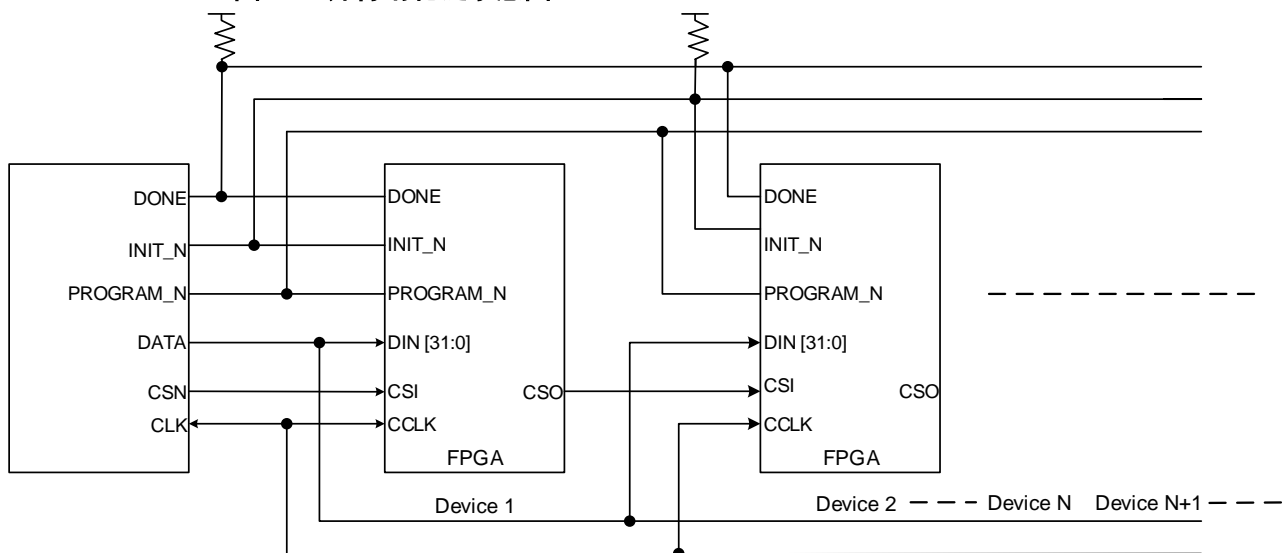 DONE
INIT_N
PROGRAM_N
DATA
CSN
CLK
DONE
INIT_N
PROGRAM_N
DIN [31:0]
CSI
CSO
CCLK
FPGA
Device 1
DONE
INIT_N
PROGRAM_N
DIN [31:0]
CSI
CSO
CCLK
FPGA
Device 2
Device N
Device N+1